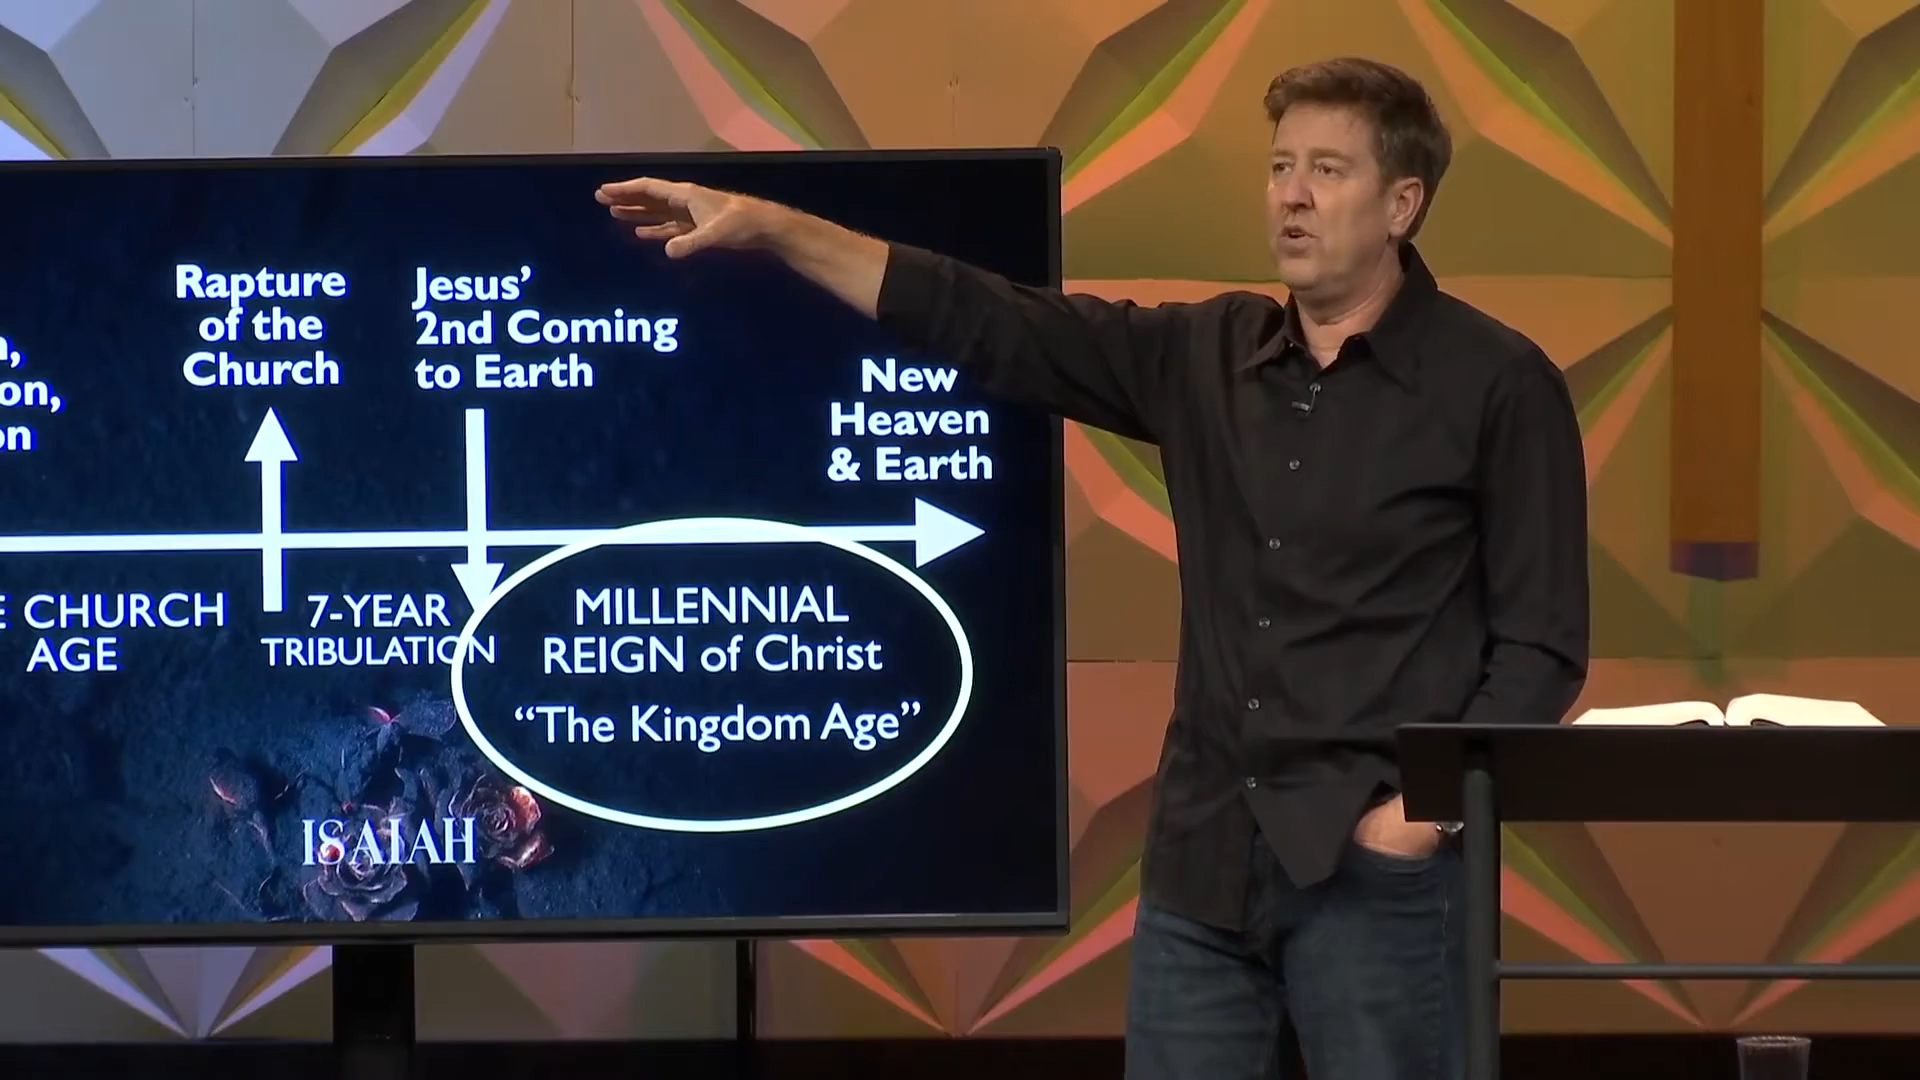 Rapture
of the
Church
Jesus'
2nd Coming
to Earth
New
Heaven
& Earth
CHURCH
AGE
7-YEAR
TRIBULATION
MILLENNIAL
REIGN of Christ
“The Kingdom Age”
ISAIAH